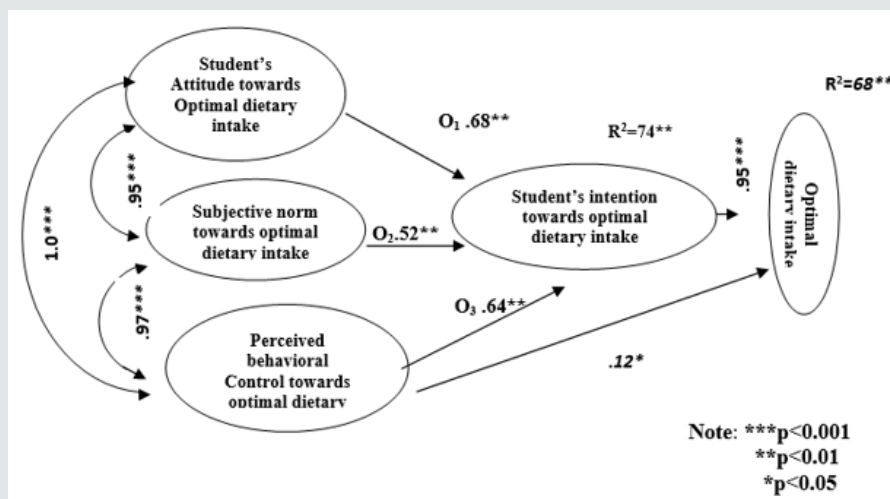 Student's
Attitude towards
Optimal dietary
intake
R²=68**
O₁ .68**
R²=74**
.95***
.95***
1.0***
Subjective norm
towards optimal
dietary intake
O₂.52**
Student's intention
towards optimal
dietary intake
Optimal
dietary
intake
.97***
O₃ .64**
Perceived
behavioral
Control towards
optimal dietary
.12*
Note: ***p<0.001
**p<0.01
*p<0.05